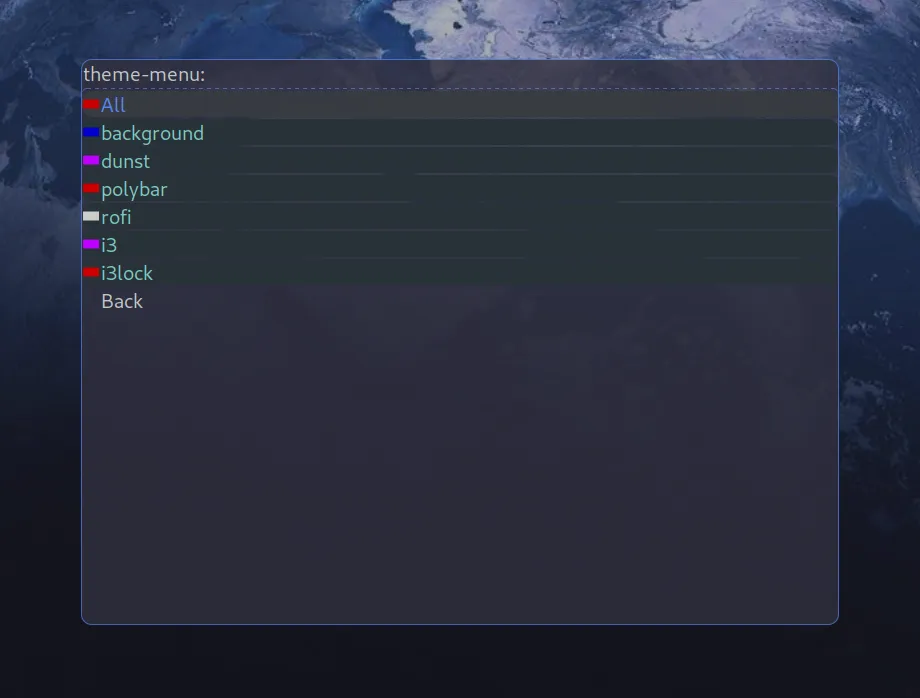 theme-menu:
All
background
dunst
polybar
rofi
i3
i3lock
Back